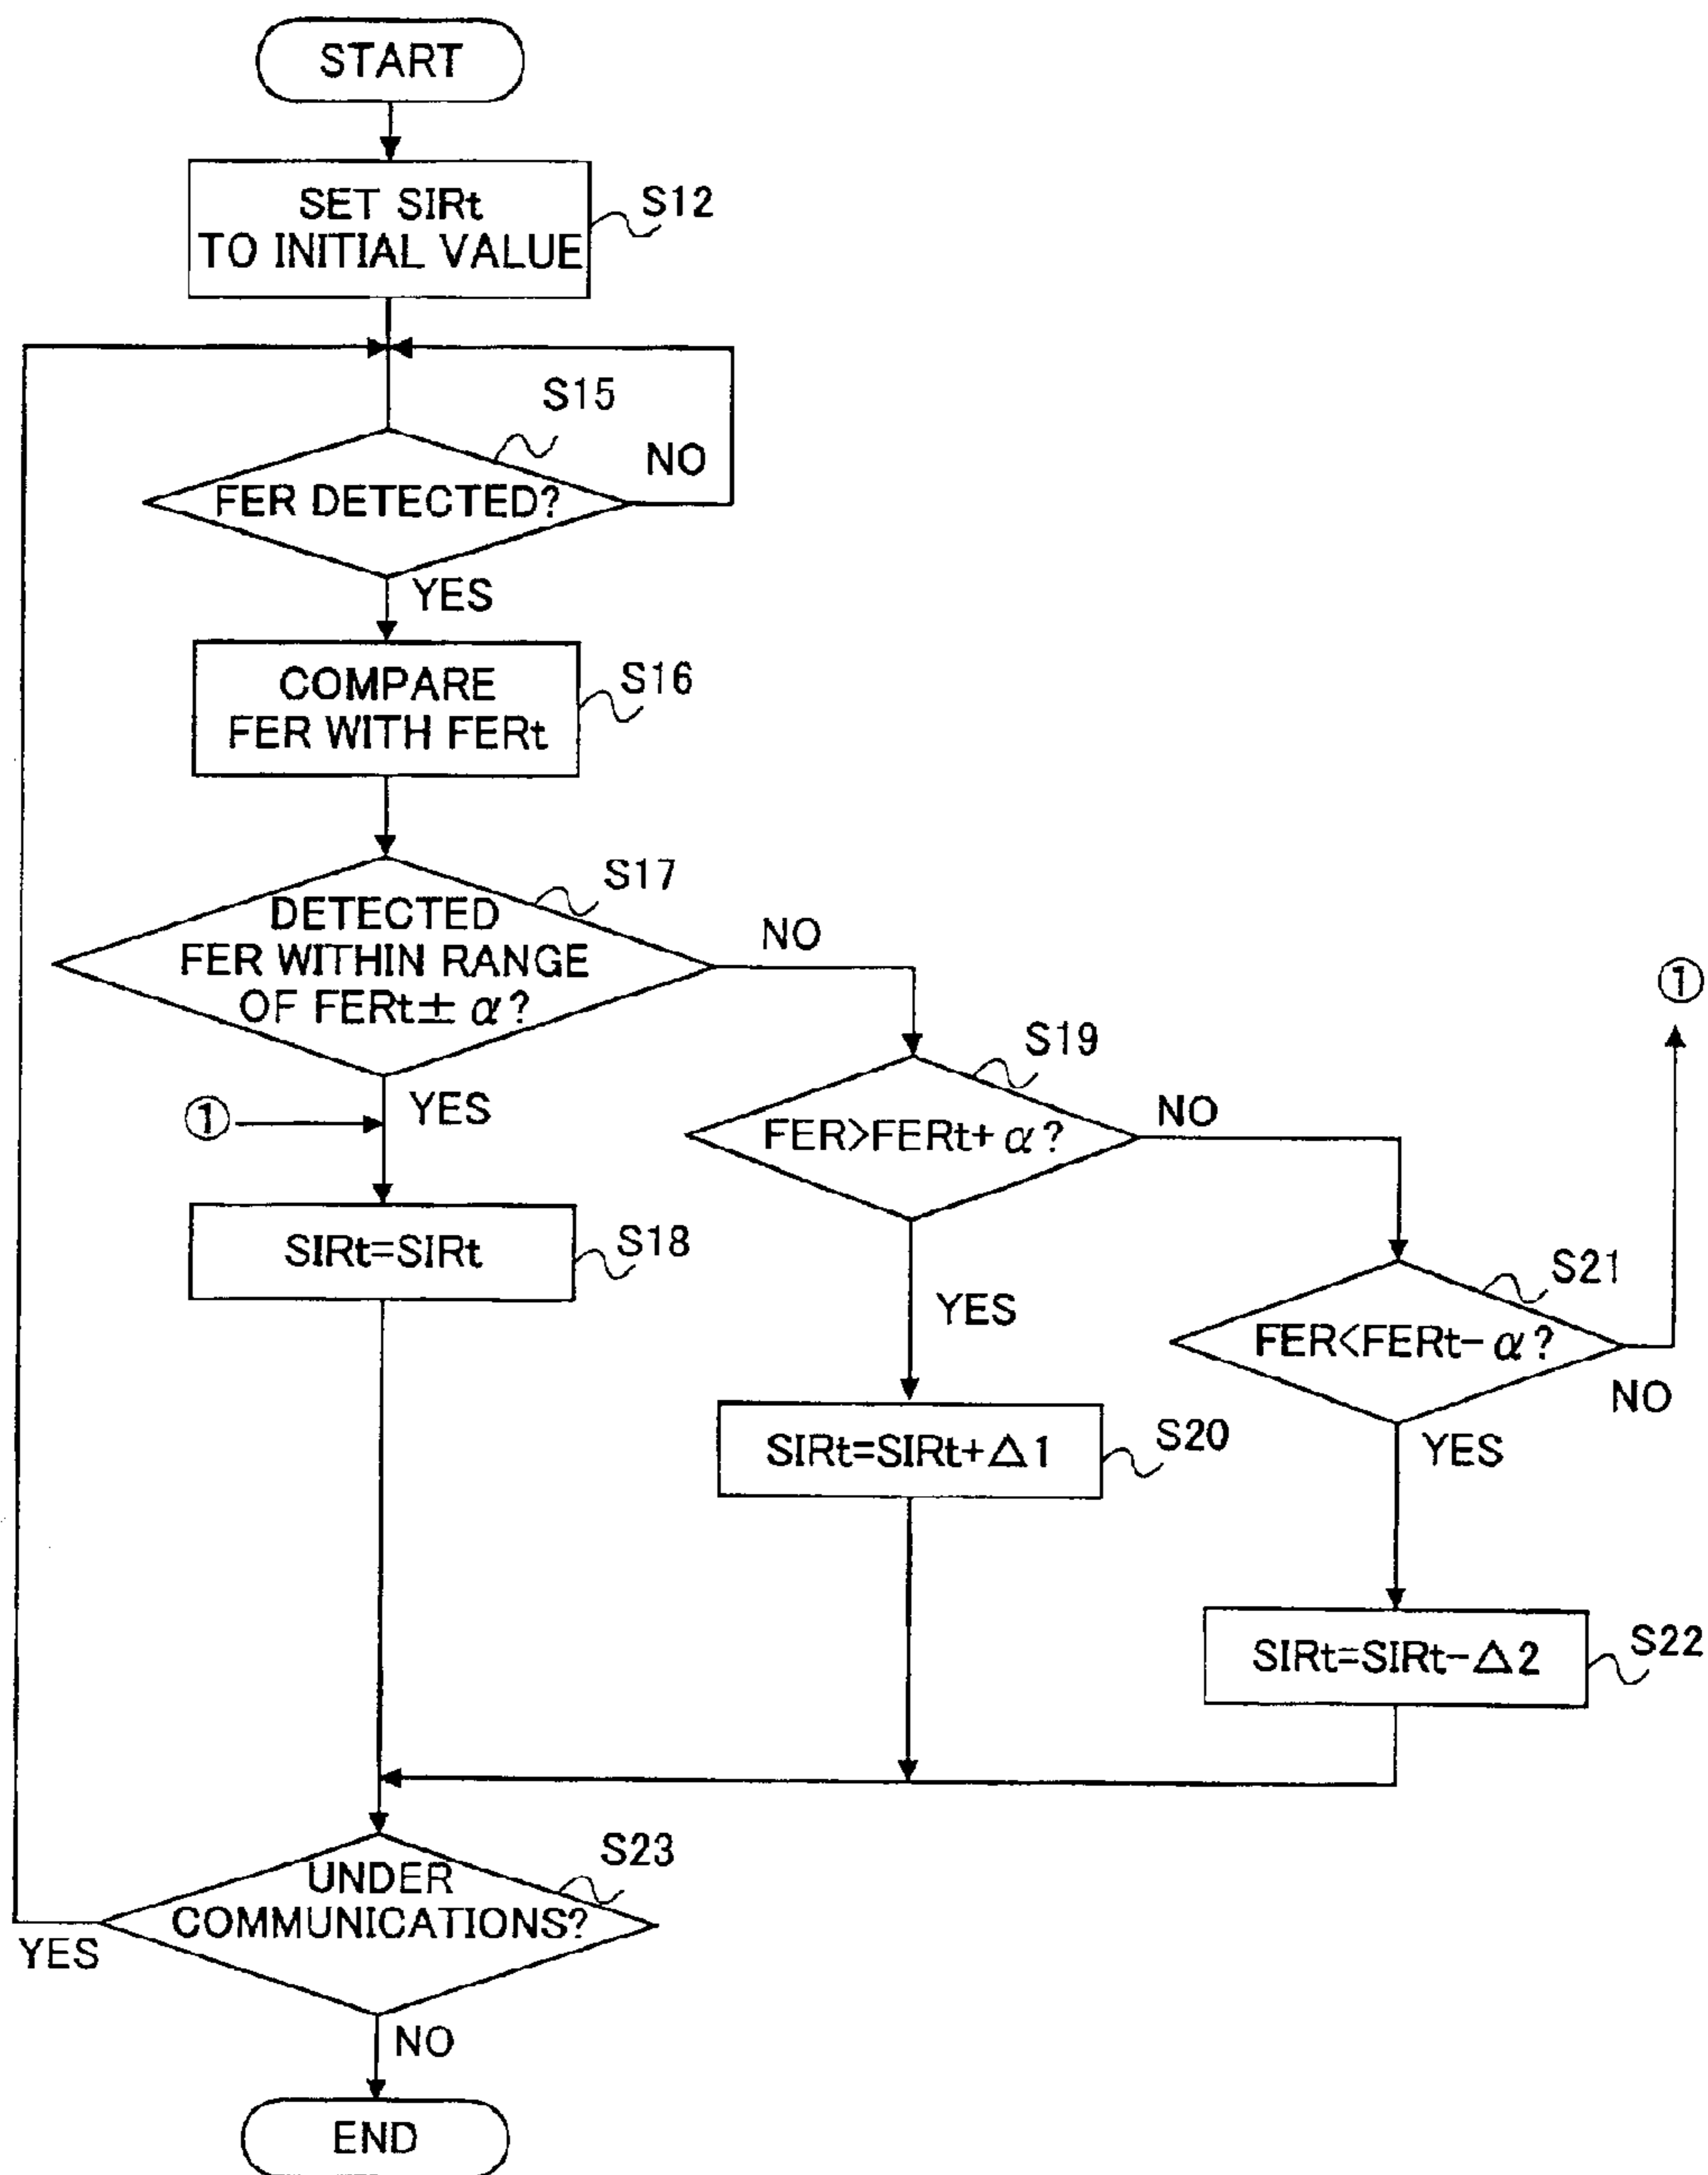 START
SET SIRt
TO INITIAL VALUE
S12
S15
FER DETECTED?
NO
YES
COMPARE
FER WITH FERt
S16
S17
DETECTED
FER WITHIN RANGE
OF FERt± α?
NO
YES
①
①
S19
FER>FERt+ α?
NO
YES
SIRt=SIRt
S18
S21
FER<FERt- α?
NO
YES
SIRt=SIRt+△1
S20
SIRt=SIRt-△2
S22
S23
UNDER
COMMUNICATIONS?
YES
NO
END